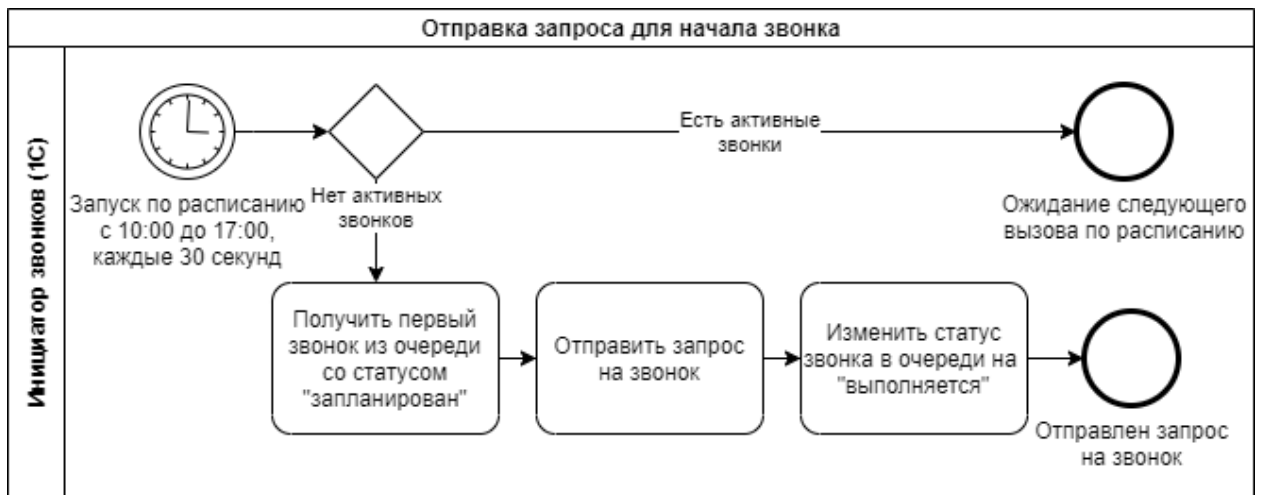 Отправка запроса для начала звонка
Инициатор звонков (1С)
Запуск по расписанию
с 10:00 до 17:00,
каждые 30 секунд
Нет активных
звонков
Есть активные
звонки
Ожидание следующего
вызова по расписанию
Получить первый
звонок из очереди
со статусом
"запланирован"
Отправить запрос
на звонок
Изменить статус
звонка в очереди на
"выполняется"
Отправлен запрос
на звонок